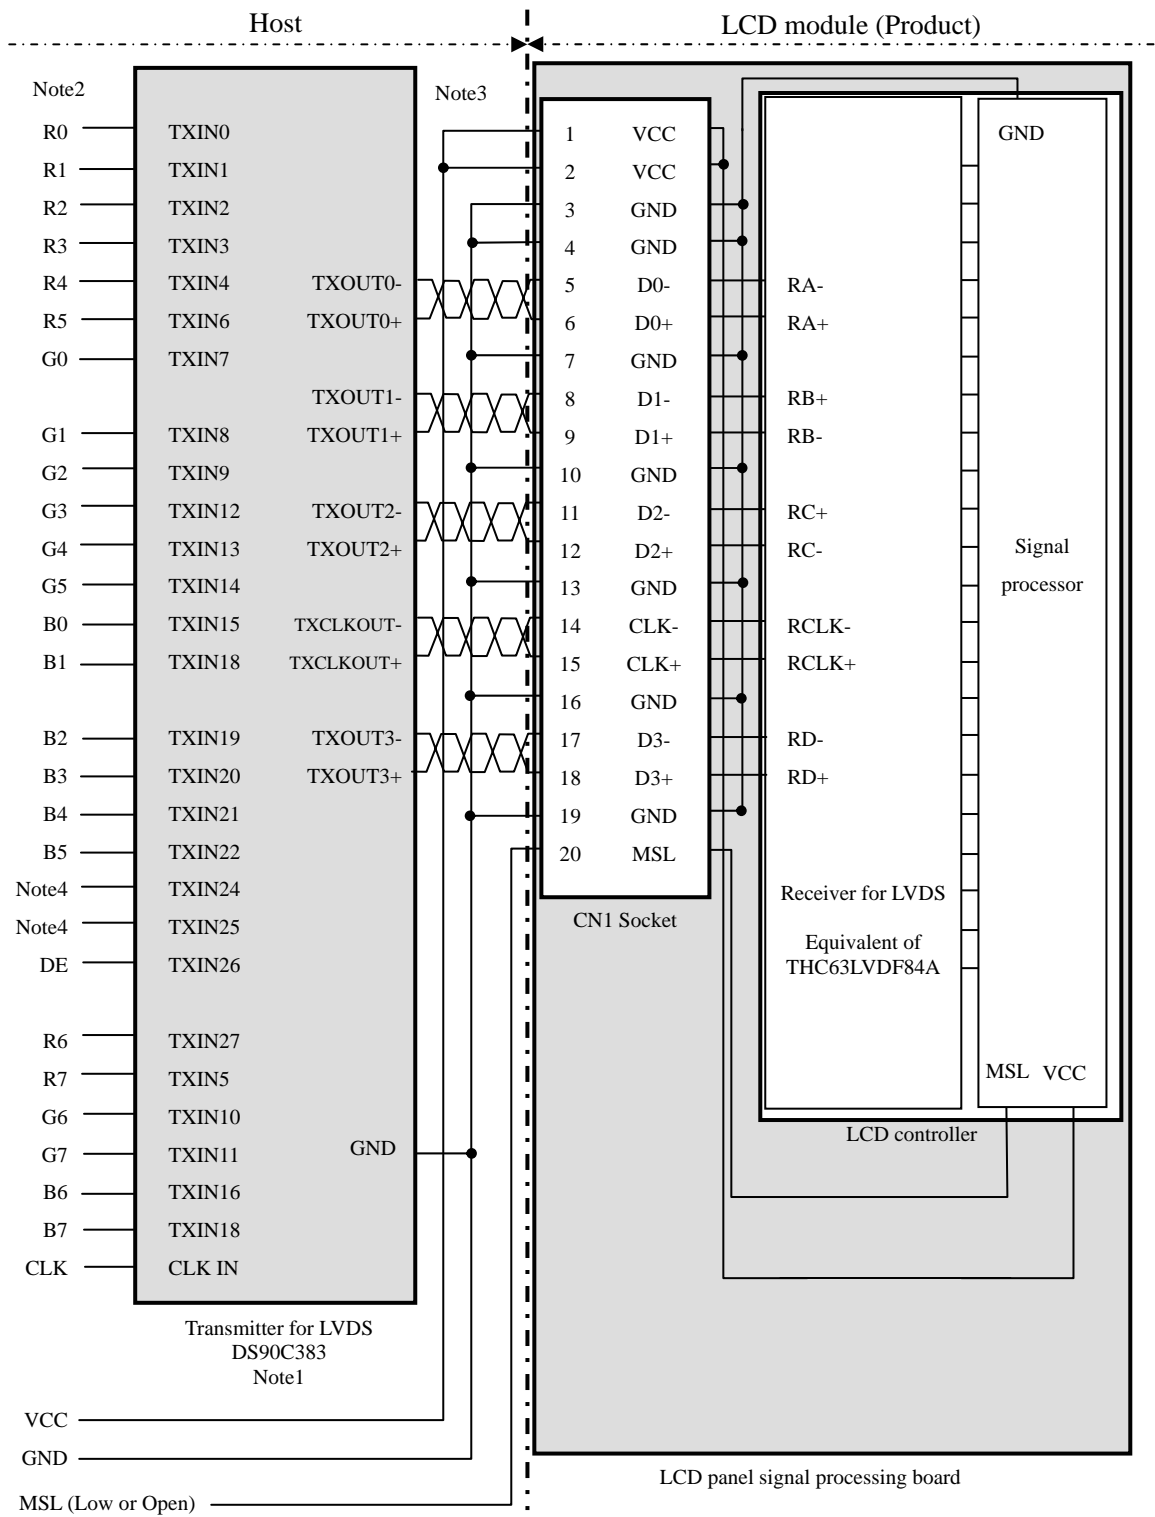 Host
LCD module (Product)
Note2
Note3
R0 TXIN0
R1 TXIN1
R2 TXIN2
R3 TXIN3
R4 TXIN4 TXOUT0-
R5 TXIN6 TXOUT0+
G0 TXIN7
TXOUT1-
G1 TXIN8 TXOUT1+
G2 TXIN9
G3 TXIN12 TXOUT2-
G4 TXIN13 TXOUT2+
G5 TXIN14
B0 TXIN15 TXCLKOUT-
B1 TXIN18 TXCLKOUT+
B2 TXIN19 TXOUT3-
B3 TXIN20 TXOUT3+
B4 TXIN21
B5 TXIN22
Note4 TXIN24
Note4 TXIN25
DE TXIN26
R6 TXIN27
R7 TXIN5
G6 TXIN10
G7 TXIN11 GND
B6 TXIN16
B7 TXIN18
CLK CLK IN
Transmitter for LVDS
DS90C383
Note1
VCC
GND
MSL (Low or Open)
1 VCC
2 VCC
3 GND
4 GND
5 D0-
6 D0+
7 GND
8 D1-
9 D1+
10 GND
11 D2-
12 D2+
13 GND
14 CLK-
15 CLK+
16 GND
17 D3-
18 D3+
19 GND
20 MSL
CN1 Socket
RA-
RA+
RB+
RB-
RC+
RC-
RCLK-
RCLK+
RD-
RD+
Receiver for LVDS
Equivalent of
THC63LVDF84A
GND
Signal
processor
MSL VCC
LCD controller
LCD panel signal processing board